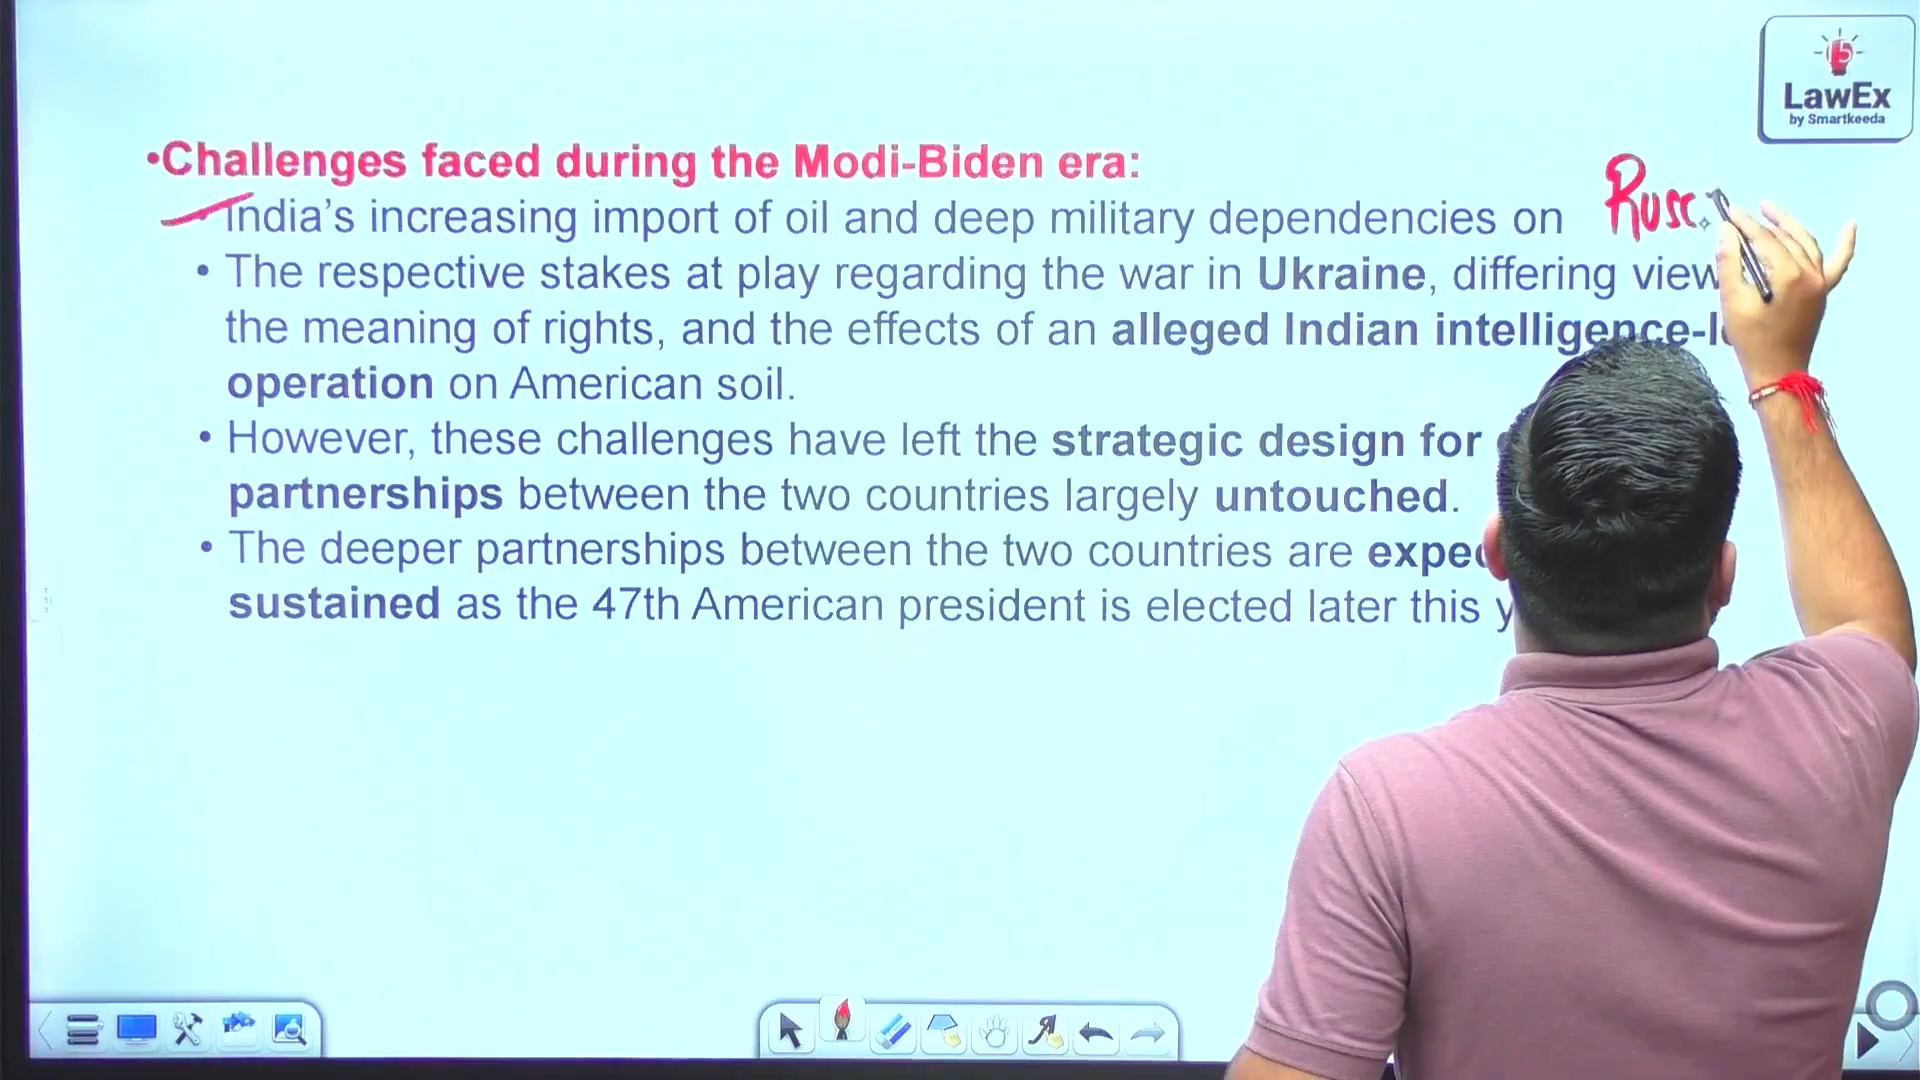 LawEx
by Smartkeeda
•Challenges faced during the Modi-Biden era:
• India’s increasing import of oil and deep military dependencies on
• The respective stakes at play regarding the war in Ukraine, differing
the meaning of rights, and the effects of an alleged Indian
operation on American soil.
• However, these challenges have left the strategic design for
partnerships between the two countries largely untouched.
• The deeper partnerships between the two countries are
sustained as the 47th American president is elected later this